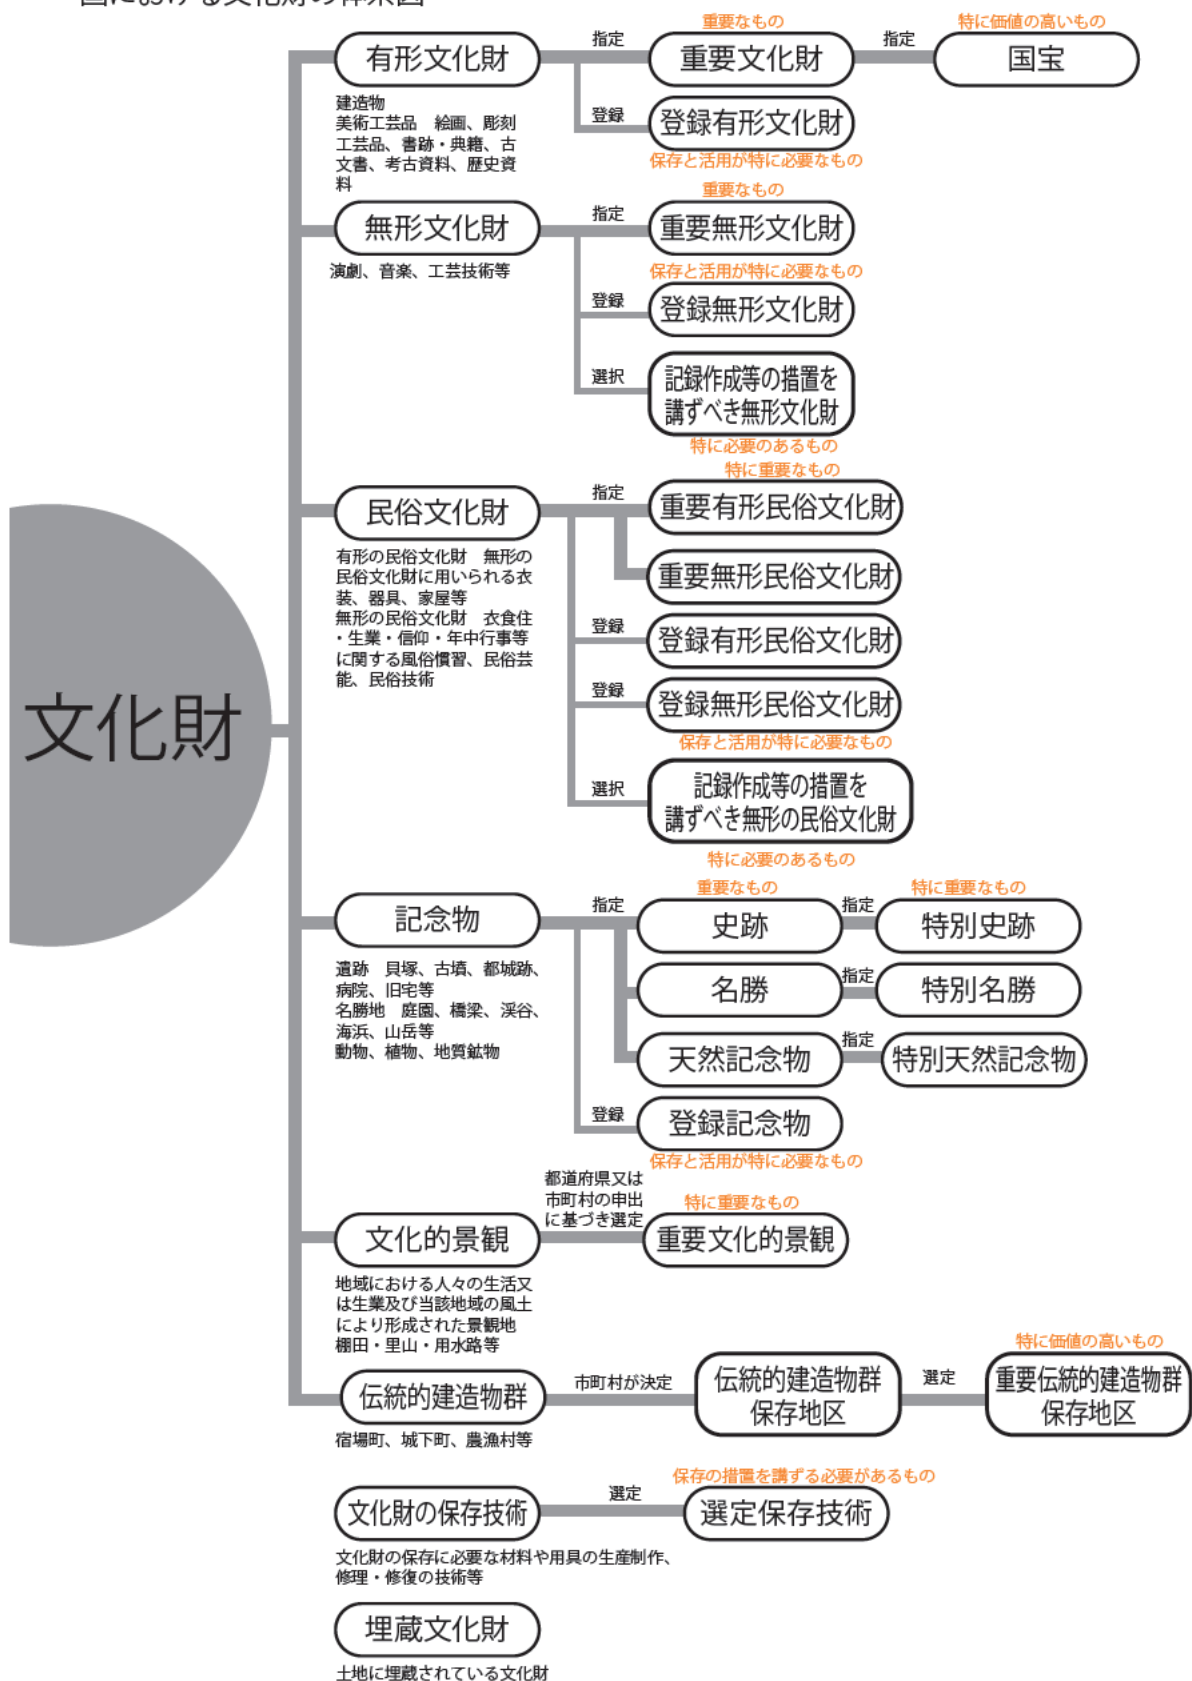 国における文化財の体系図
重要なもの
特に価値の高いもの
有形文化財
指定
重要文化財
指定
国宝
建造物
美術工芸品　絵画、彫刻
工芸品、書跡・典籍、古
文書、考古資料、歴史資
料
登録
登録有形文化財
保存と活用が特に必要なもの
重要なもの
無形文化財
指定
重要無形文化財
演劇、音楽、工芸技術等
保存と活用が特に必要なもの
登録
登録無形文化財
選択
記録作成等の措置を
講ずべき無形文化財
特に必要のあるもの
特に重要なもの
民俗文化財
指定
重要有形民俗文化財
有形の民俗文化財　無形の
民俗文化財に用いられる衣
装、器具、家屋等
無形の民俗文化財　衣食住
・生業・信仰・年中行事等
に関する風俗慣習、民俗芸
能、民俗技術
重要無形民俗文化財
登録
登録有形民俗文化財
登録
登録無形民俗文化財
保存と活用が特に必要なもの
文化財
選択
記録作成等の措置を
講ずべき無形の民俗文化財
特に必要のあるもの
重要なもの
特に重要なもの
記念物
指定
史跡
指定
特別史跡
遺跡　貝塚、古墳、都城跡、
病院、旧宅等
名勝地　庭園、橋梁、渓谷、
海浜、山岳等
動物、植物、地質鉱物
名勝
指定
特別名勝
天然記念物
指定
特別天然記念物
登録
登録記念物
保存と活用が特に必要なもの
都道府県又は
市町村の申出
に基づき選定
特に重要なもの
文化的景観
重要文化的景観
地域における人々の生活又
は生業及び当該地域の風土
により形成された景観地
棚田・里山・用水路等
特に価値の高いもの
伝統的建造物群
市町村が決定
伝統的建造物群
保存地区
選定
重要伝統的建造物群
保存地区
宿場町、城下町、農漁村等
保存の措置を講ずる必要があるもの
文化財の保存技術
選定
選定保存技術
文化財の保存に必要な材料や用具の生産制作、
修理・修復の技術等
埋蔵文化財
土地に埋蔵されている文化財